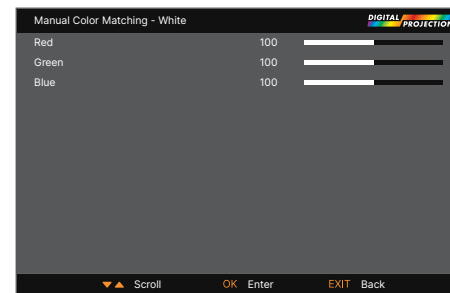 Manual Color Matching - White
DIGITAL PROJECTION
Red 100
Green 100
Blue 100
▼▲ Scroll OK Enter EXIT Back